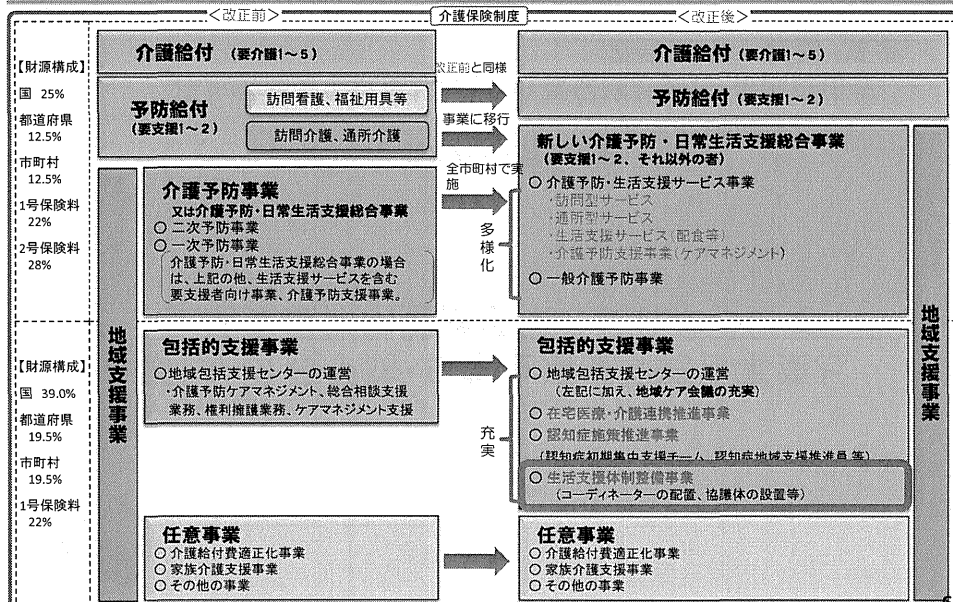 <改正前>
介護保険制度
<改正後>
【財源構成】
国 25%
都道府県
12.5%
市町村
12.5%
1号保険料
22%
2号保険料
28%
介護給付 (要介護1~5)
予防給付
(要支援1~2)
訪問看護、福祉用具等
訪問介護、通所介護
改正前と同様
事業に移行
全市町村で実
施
介護給付 (要介護1~5)
予防給付 (要支援1~2)
介護予防事業
又は介護予防・日常生活支援総合事業
○ 二次予防事業
○ 一次予防事業
介護予防・日常生活支援総合事業の場合
は、上記の他、生活支援サービスを含む
要支援者向け事業、介護予防支援事業。
多様化
新しい介護予防・日常生活支援総合事業
(要支援1~2、それ以外の者)
○ 介護予防・生活支援サービス事業
・訪問型サービス
・通所型サービス
・生活支援サービス(配食等)
・介護予防支援事業(ケアマネジメント)
○ 一般介護予防事業
【財源構成】
国 39.0%
都道府県
19.5%
市町村
19.5%
1号保険料
22%
地域支援事業
包括的支援事業
○地域包括支援センターの運営
・介護予防ケアマネジメント、総合相談支援
業務、権利擁護業務、ケアマネジメント支援
充実
包括的支援事業
○ 地域包括支援センターの運営
(左記に加え、地域ケア会議の充実)
○ 在宅医療・介護連携推進事業
○ 認知症施策推進事業
(認知症初期集中支援チーム、認知症地域支援推進員 等)
○ 生活支援体制整備事業
(コーディネーターの配置、協議体の設置等)
地域支援事業
任意事業
○ 介護給付費適正化事業
○ 家族介護支援事業
○ その他の事業
任意事業
○ 介護給付費適正化事業
○ 家族介護支援事業
○ その他の事業